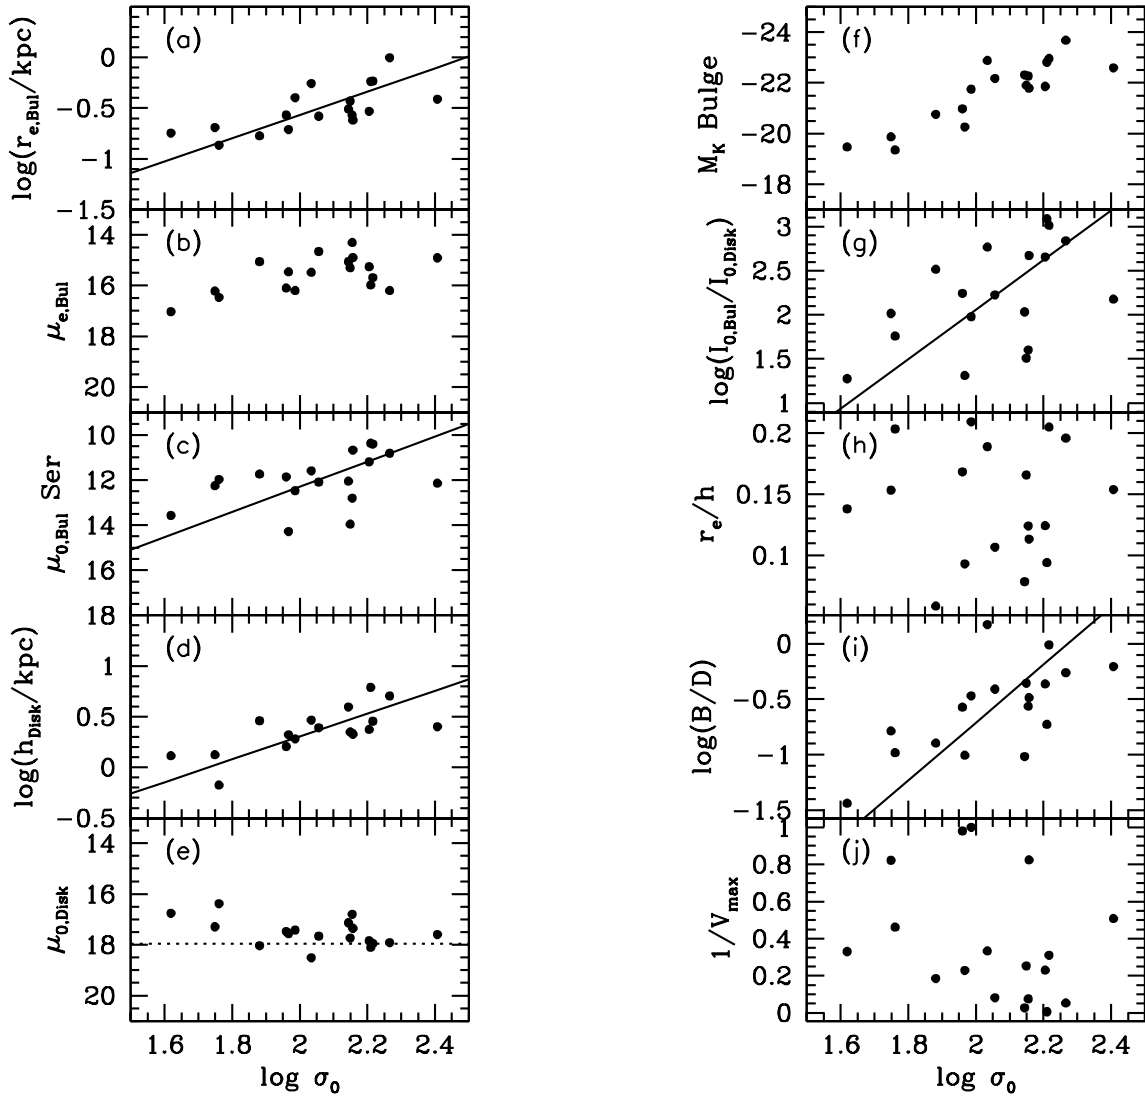 (a)
log(r_e,Bul/kpc)
0
−0.5
−1
−1.5
(b)
μ_e,Bul
14
16
18
20
(c)
μ_0,Bul Ser
10
12
14
16
18
(d)
log(h_Disk/kpc)
1
0.5
0
−0.5
(e)
μ_0,Disk
14
16
18
20
1.6 1.8 2 2.2 2.4
log σ_0
(f)
M_K Bulge
−24
−22
−20
−18
(g)
log(I_0,Bul/I_0,Disk)
3
2.5
2
1.5
1
(h)
r_e/h
0.2
0.15
0.1
(i)
log(B/D)
0
−0.5
−1
−1.5
(j)
1/V_max
1
0.8
0.6
0.4
0.2
0
1.6 1.8 2 2.2 2.4
log σ_0